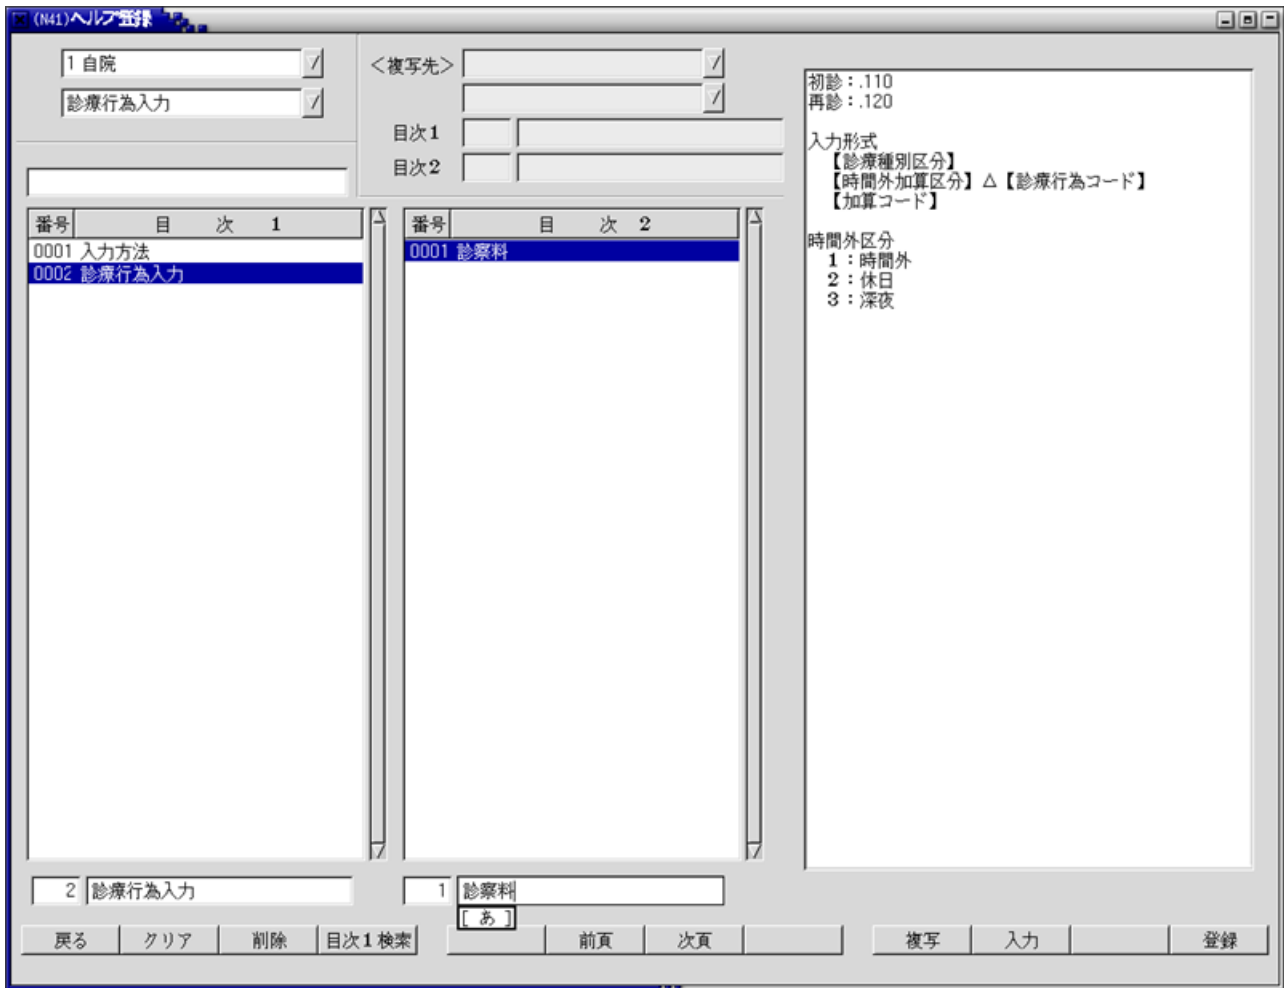 (N41)ヘルプ登録
1 自院
診療行為入力
＜複写先＞
目次1
目次2
番号 目 次 1
0001 入力方法
0002 診療行為入力
番号 目 次 2
0001 診察料
初診：.110
再診：.120
入力形式
【診療種別区分】
【時間外加算区分】△【診療行為コード】
【加算コード】
時間外区分
1：時間外
2：休日
3：深夜
2 診療行為入力
1 診察料
[ あ ]
戻る クリア 削除 目次1検索 前頁 次頁 複写 入力 登録